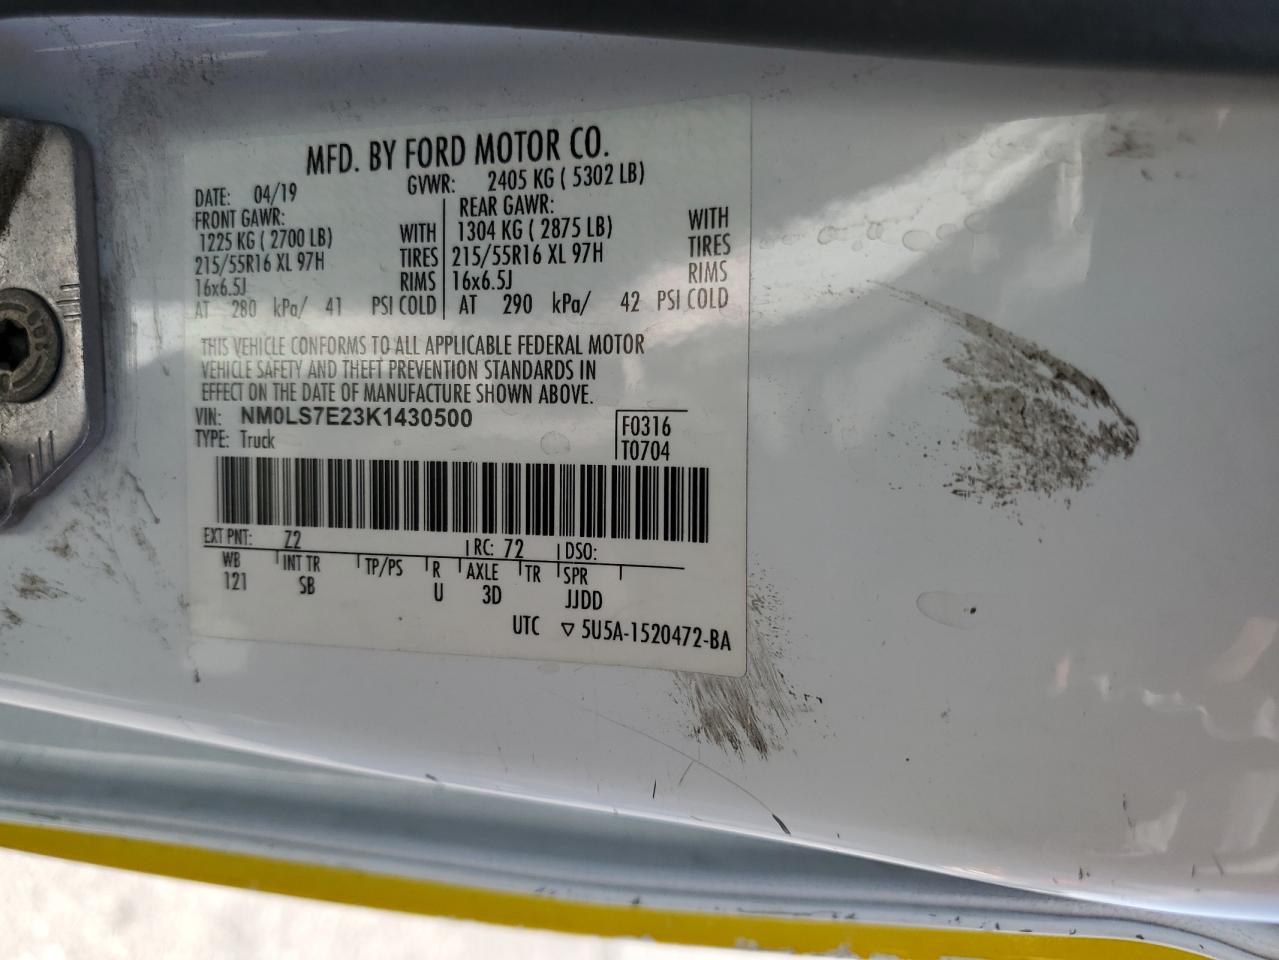 MFD. BY FORD MOTOR CO.
DATE: 04/19 GVWR: 2405 KG ( 5302 LB)
FRONT GAWR: REAR GAWR:
1225 KG ( 2700 LB) WITH 1304 KG ( 2875 LB) WITH
215/55R16 XL 97H TIRES 215/55R16 XL 97H TIRES
16x6.5J RIMS 16x6.5J RIMS
AT 280 kPa/ 41 PSI COLD AT 290 kPa/ 42 PSI COLD
THIS VEHICLE CONFORMS TO ALL APPLICABLE FEDERAL MOTOR
VEHICLE SAFETY AND THEFT PREVENTION STANDARDS IN
EFFECT ON THE DATE OF MANUFACTURE SHOWN ABOVE.
VIN: NM0LS7E23K1430500 F0316
TYPE: Truck T0704
EXT PNT: Z2 RC: 72 DSO:
WB INT TR TP/PS R AXLE TR SPR
121 SB U 3D JJDD
UTC ▽ 5U5A-1520472-BA